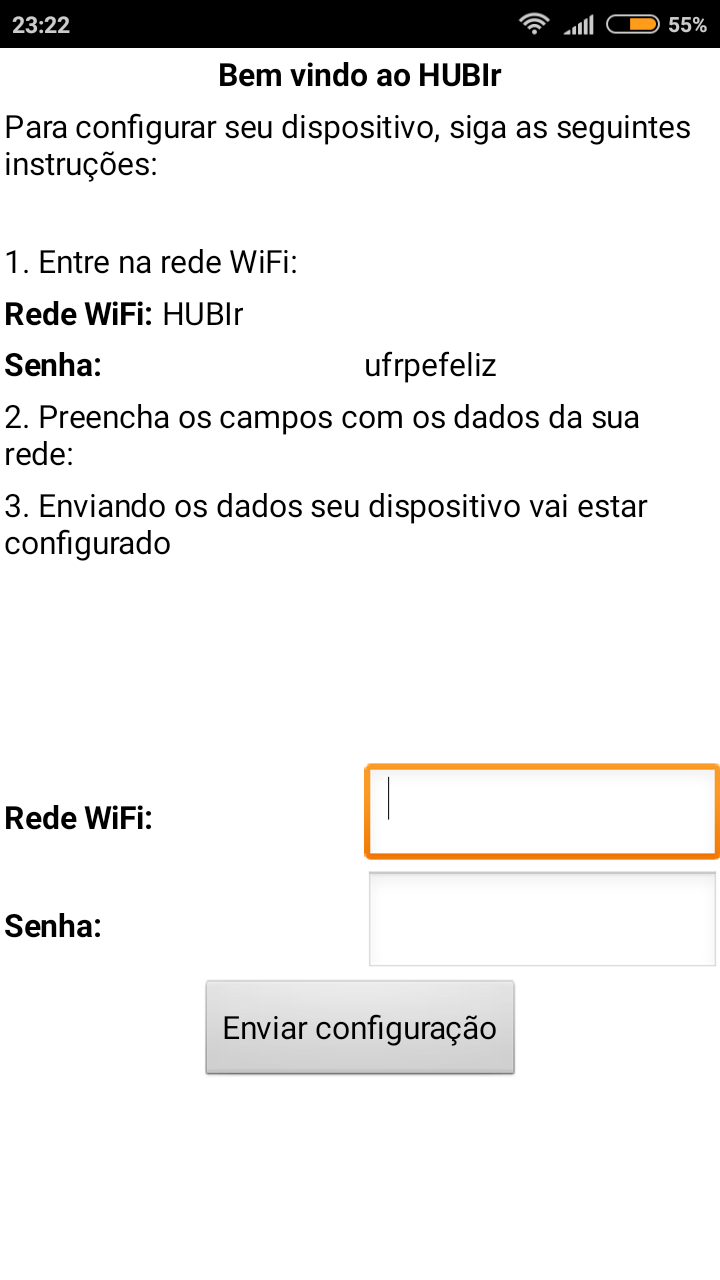 23:22 55%
Bem vindo ao HUBIr
Para configurar seu dispositivo, siga as seguintes
instruções:
1. Entre na rede WiFi:
Rede WiFi: HUBIr
Senha: ufrpefeliz
2. Preencha os campos com os dados da sua
rede:
3. Enviando os dados seu dispositivo vai estar
configurado
Rede WiFi:
Senha:
Enviar configuração